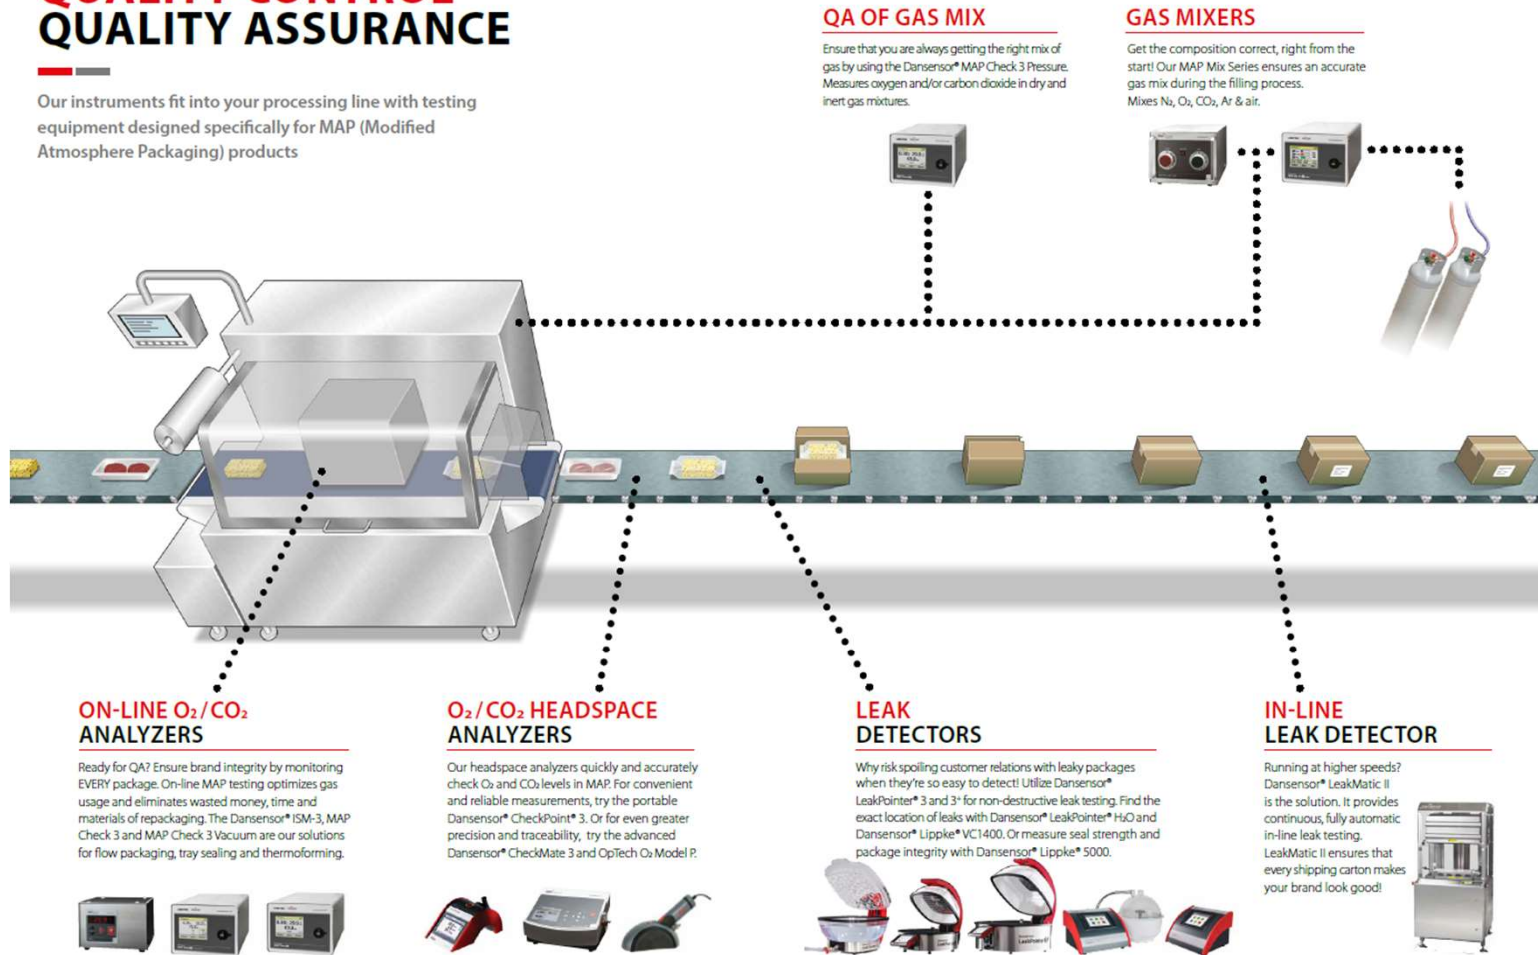 QUALITY CONTROL
QUALITY ASSURANCE
Our instruments fit into your processing line with testing
equipment designed specifically for MAP (Modified
Atmosphere Packaging) products
QA OF GAS MIX
Ensure that you are always getting the right mix of
gas by using the Dansensor® MAP Check 3 Pressure.
Measures oxygen and/or carbon dioxide in dry and
inert gas mixtures.
GAS MIXERS
Get the composition correct, right from the
start! Our MAP Mix Series ensures an accurate
gas mix during the filling process.
Mixes N₂, O₂, CO₂, Ar & air.
ON-LINE O₂/CO₂
ANALYZERS
Ready for QA? Ensure brand integrity by monitoring
EVERY package. On-line MAP testing optimizes gas
usage and eliminates wasted money, time and
materials of repackaging. The Dansensor® ISM-3, MAP
Check 3 and MAP Check 3 Vacuum are our solutions
for flow packaging, tray sealing and thermoforming.
O₂/CO₂ HEADSPACE
ANALYZERS
Our headspace analyzers quickly and accurately
check O₂ and CO₂ levels in MAP. For convenient
and reliable measurements, try the portable
Dansensor® CheckPoint® 3. Or for even greater
precision and traceability, try the advanced
Dansensor® CheckMate 3 and OpTech O₂ Model P.
LEAK
DETECTORS
Why risk spoiling customer relations with leaky packages
when they're so easy to detect! Utilize Dansensor®
LeakPointer® 3 and 3⁺ for non-destructive leak testing. Find the
exact location of leaks with Dansensor® LeakPointer® H₂O and
Dansensor® Lippke® VC1400. Or measure seal strength and
package integrity with Dansensor® Lippke® 5000.
IN-LINE
LEAK DETECTOR
Running at higher speeds?
Dansensor® LeakMatic II
is the solution. It provides
continuous, fully automatic
in-line leak testing.
LeakMatic II ensures that
every shipping carton makes
your brand look good!